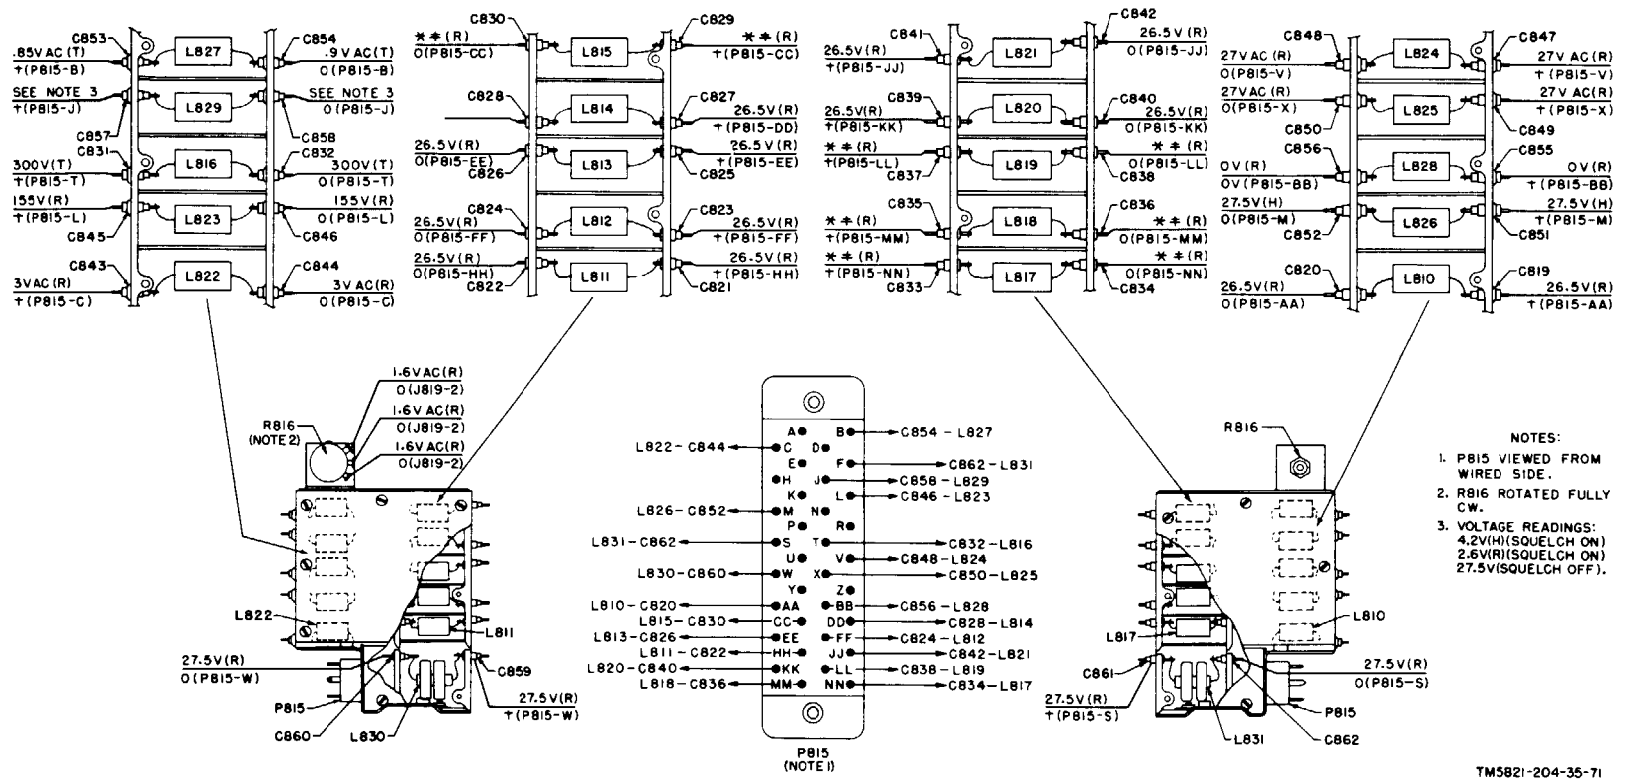 C853
.85VAC(T)
†(P815-B)
L827
C854
.9VAC(T)
O(P815-B)
SEE NOTE 3
†(P815-J)
C857
L829
SEE NOTE 3
O(P815-J)
C858
C831
300V(T)
†(P815-T)
L816
C832
300V(T)
O(P815-T)
155V(R)
†(P815-L)
C845
L823
155V(R)
O(P815-L)
C846
C843
3VAC(R)
†(P815-C)
L822
C844
3VAC(R)
O(P815-C)
C830
**(R)
O(P815-CC)
L815
C829
**(R)
†(P815-CC)
C828
L814
C827
26.5V(R)
†(P815-DD)
26.5V(R)
O(P815-EE)
C826
L813
26.5V(R)
†(P815-EE)
C825
C824
26.5V(R)
O(P815-FF)
L812
C823
26.5V(R)
†(P815-FF)
26.5V(R)
O(P815-HH)
C822
L811
26.5V(R)
†(P815-HH)
C821
C841
26.5V(R)
†(P815-JJ)
L821
C842
26.5V(R)
O(P815-JJ)
C839
26.5V(R)
†(P815-KK)
L820
C840
26.5V(R)
O(P815-KK)
**(R)
†(P815-LL)
C837
L819
**(R)
O(P815-LL)
C838
C835
**(R)
†(P815-MM)
L818
C836
**(R)
O(P815-MM)
**(R)
†(P815-NN)
C833
L817
**(R)
O(P815-NN)
C834
C848
27VAC(R)
O(P815-V)
L824
C847
27VAC(R)
†(P815-V)
27VAC(R)
O(P815-X)
C850
L825
27VAC(R)
†(P815-X)
C849
C856
0V(R)
0V(P815-BB)
L828
C855
0V(R)
†(P815-BB)
27.5V(H)
O(P815-M)
C852
L826
27.5V(H)
†(P815-M)
C851
C820
26.5V(R)
O(P815-AA)
L810
C819
26.5V(R)
†(P815-AA)
1.6VAC(R)
O(J819-2)
1.6VAC(R)
O(J819-2)
1.6VAC(R)
O(J819-2)
R816
(NOTE 2)
L822
L811
27.5V(R)
O(P815-W)
C859
27.5V(R)
†(P815-W)
P815
C860
L830
A B C854-L827
L822-C844 C D
E F C862-L831
H J C858-L829
K L C846-L823
L826-C852 M N
P R
L831-C862 S T C832-L816
U V C848-L824
L830-C860 W X C850-L825
Y Z
L810-C820 AA BB C856-L828
L815-C830 CC DD C828-L814
L813-C826 EE FF C824-L812
L811-C822 HH JJ C842-L821
L820-C840 KK LL C838-L819
L818-C836 MM NN C834-L817
P815
(NOTE 1)
R816
L810
L817
C861
27.5V(R)
†(P815-S)
27.5V(R)
O(P815-S)
P815
L831
C862
NOTES:
1. P815 VIEWED FROM
WIRED SIDE.
2. R816 ROTATED FULLY
CW.
3. VOLTAGE READINGS:
4.2V(H)(SQUELCH ON)
2.6V(R)(SQUELCH ON)
27.5V(SQUELCH OFF).
TM5821-204-35-71